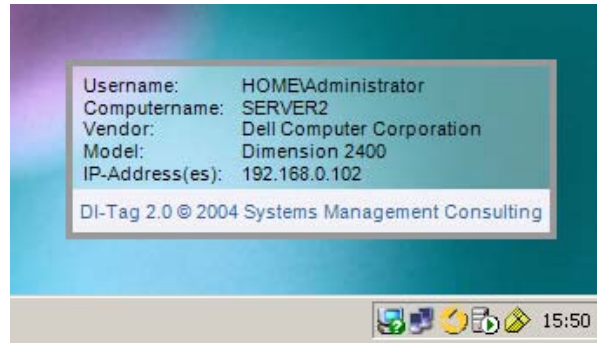 Username: HOME\Administrator
Computername: SERVER2
Vendor: Dell Computer Corporation
Model: Dimension 2400
IP-Address(es): 192.168.0.102
DI-Tag 2.0 © 2004 Systems Management Consulting
15:50